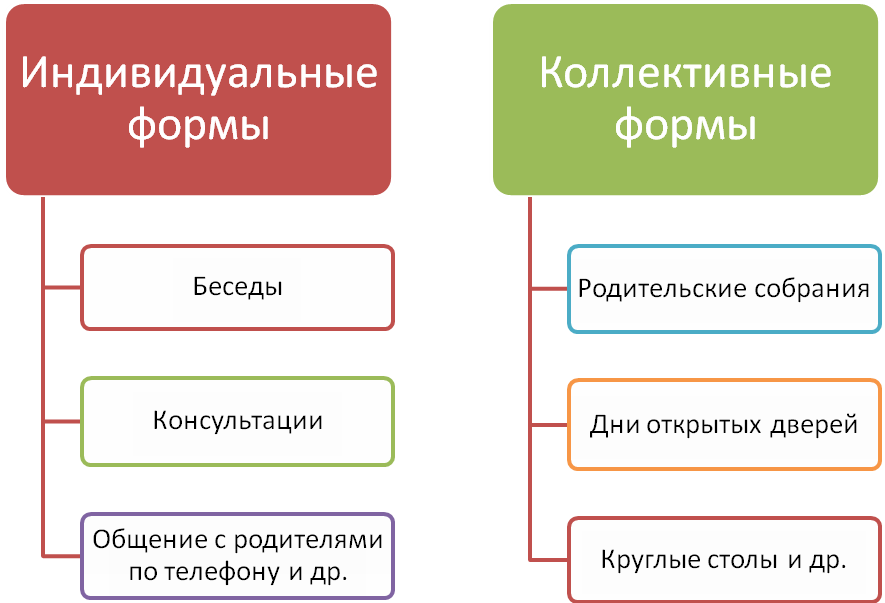 Индивидуальные
формы
Беседы
Консультации
Общение с родителями
по телефону и др.
Коллективные
формы
Родительские собрания
Дни открытых дверей
Круглые столы и др.